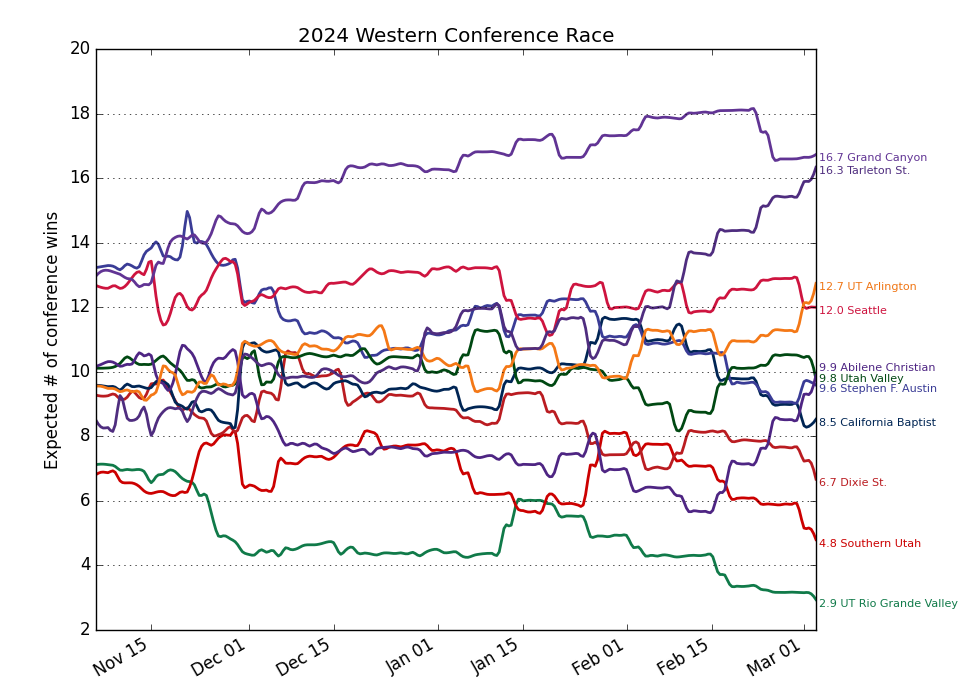 2024 Western Conference Race
Expected # of conference wins
20
18
16
14
12
10
8
6
4
2
Nov 15
Dec 01
Dec 15
Jan 01
Jan 15
Feb 01
Feb 15
Mar 01
16.7 Grand Canyon
16.3 Tarleton St.
12.7 UT Arlington
12.0 Seattle
9.9 Abilene Christian
9.8 Utah Valley
9.6 Stephen F. Austin
8.5 California Baptist
6.7 Dixie St.
4.8 Southern Utah
2.9 UT Rio Grande Valley